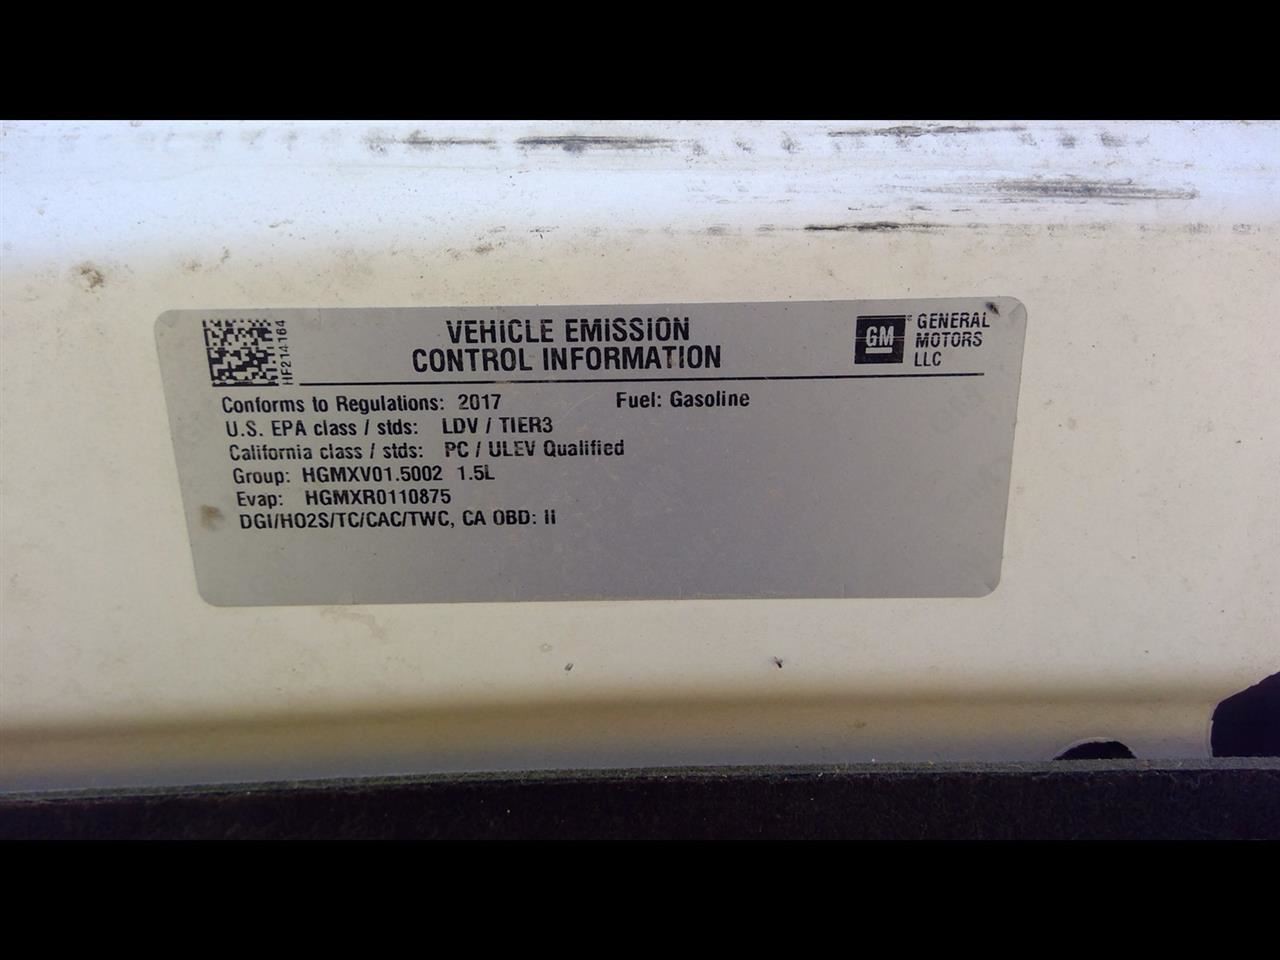 HF214164
VEHICLE EMISSION
CONTROL INFORMATION
GM
GENERAL
MOTORS
LLC
Conforms to Regulations: 2017 Fuel: Gasoline
U.S. EPA class / stds: LDV / TIER3
California class / stds: PC / ULEV Qualified
Group: HGMXV01.5002 1.5L
Evap: HGMXR0110875
DGI/HO2S/TC/CAC/TWC, CA OBD: II